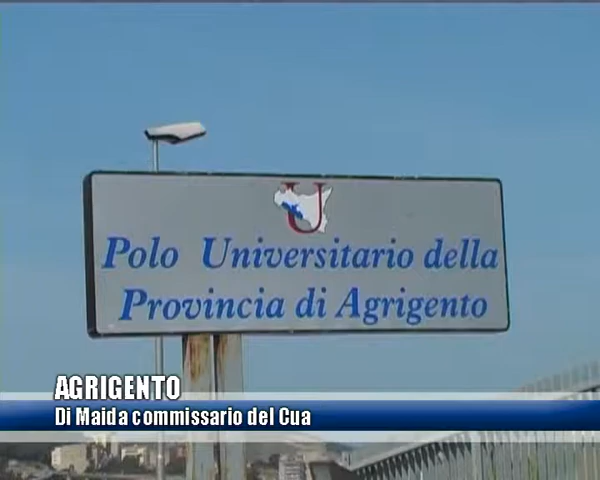 U
Polo Universitario della
Provincia di Agrigento
AGRIGENTO
Di Maida commissario del Cua